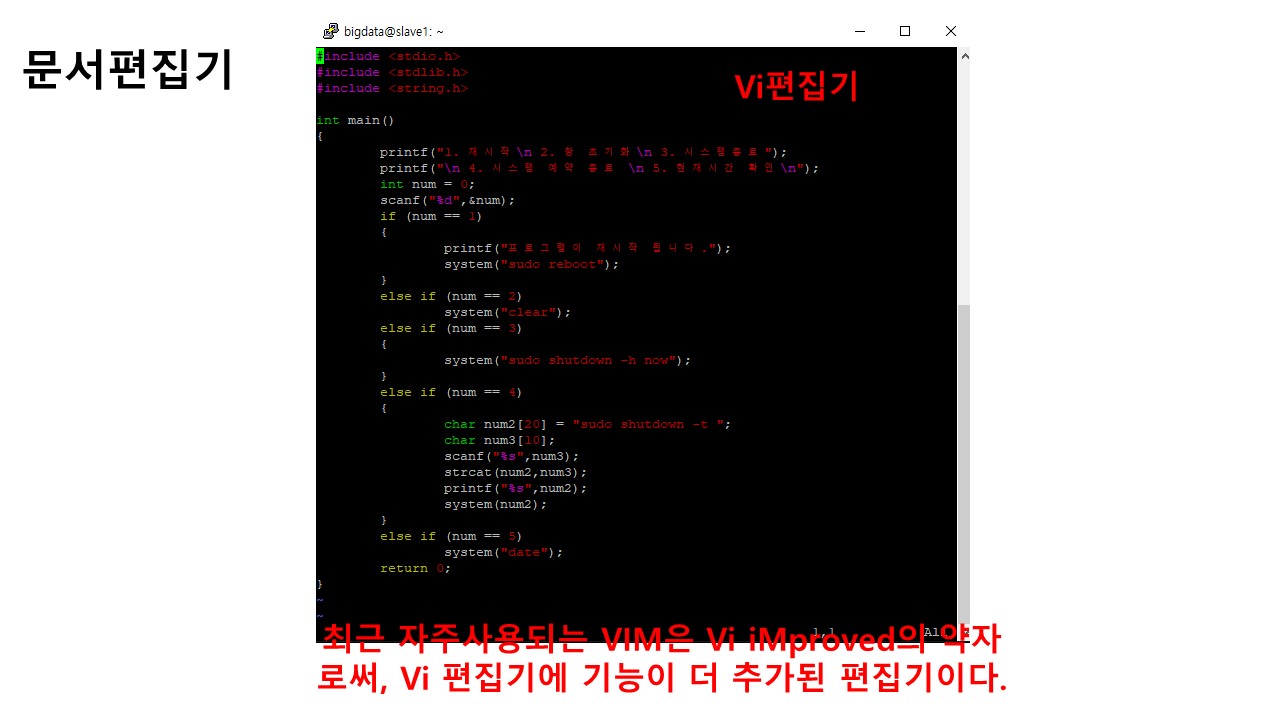 문서편집기
bigdata@slave1: ~
Vi편집기
#include <stdio.h>
#include <stdlib.h>
#include <string.h>
int main()
{
printf("1. 재시작\n 2. 창 초기화\n 3. 시스템종료");
printf("\n 4. 시스템 예약 종료 \n 5. 현재시간 확인\n");
int num = 0;
scanf("%d",&num);
if (num == 1)
{
printf("프로그램이 재시작 됩니다.");
system("sudo reboot");
}
else if (num == 2)
system("clear");
else if (num == 3)
{
system("sudo shutdown -h now");
}
else if (num == 4)
{
char num2[20] = "sudo shutdown -t ";
char num3[10];
scanf("%s",num3);
strcat(num2,num3);
printf("%s",num2);
system(num2);
}
else if (num == 5)
system("date");
return 0;
}
~
~
1,1
최근 자주사용되는 VIM은 Vi iMproved의 약자
로써, Vi 편집기에 기능이 더 추가된 편집기이다.